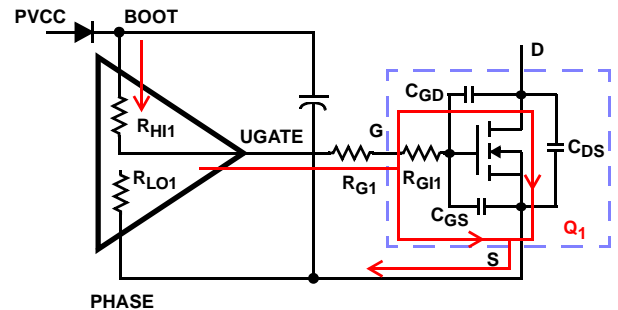 PVCC
BOOT
D
CGD
RHI1
UGATE
G
CDS
RLO1
RG1
RGI1
CGS
Q1
S
PHASE